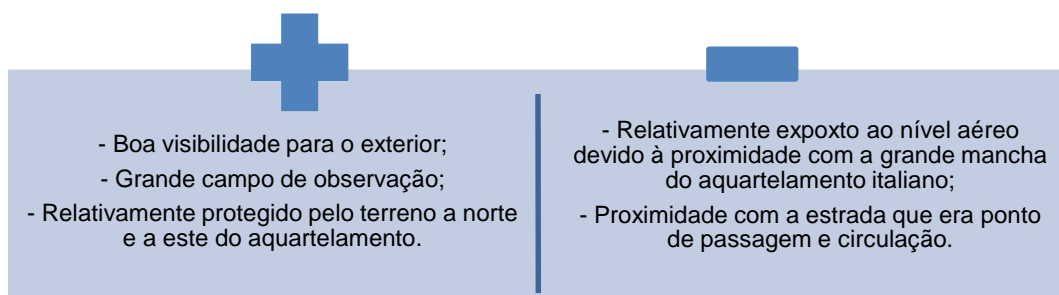 - Boa visibilidade para o exterior;
- Grande campo de observação;
- Relativamente protegido pelo terreno a norte
e a este do aquartelamento.
- Relativamente expoxto ao nível aéreo
devido à proximidade com a grande mancha
do aquartelamento italiano;
- Proximidade com a estrada que era ponto
de passagem e circulação.